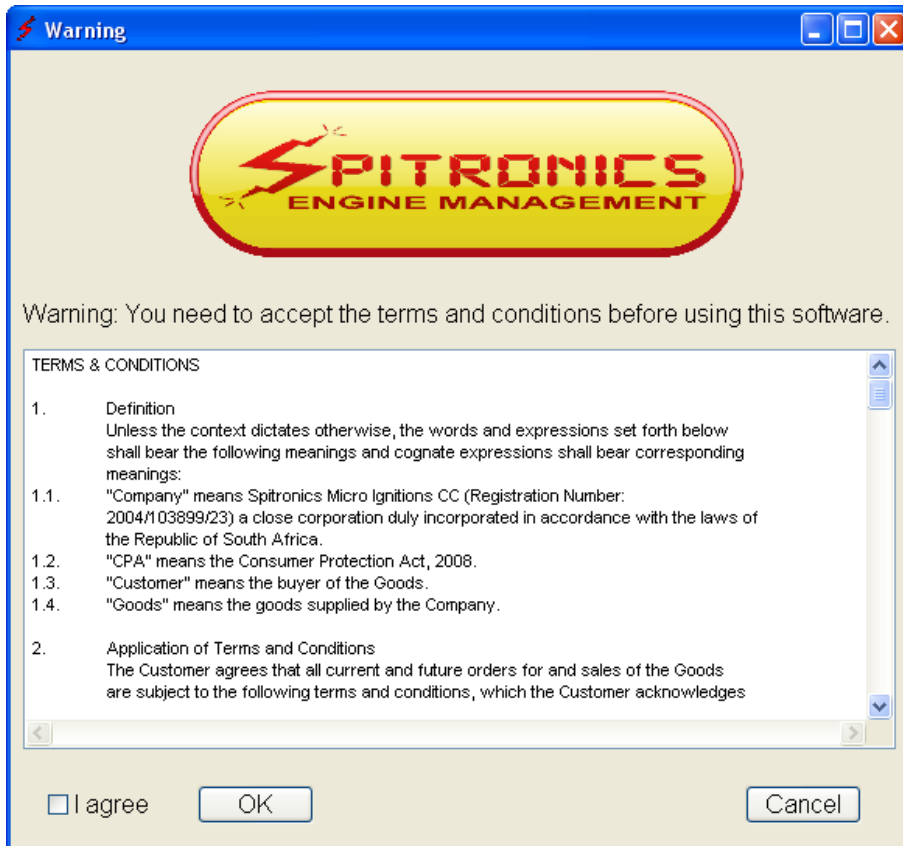 Warning
SPITRONICS
ENGINE MANAGEMENT
Warning: You need to accept the terms and conditions before using this software.
TERMS & CONDITIONS
1. Definition
Unless the context dictates otherwise, the words and expressions set forth below
shall bear the following meanings and cognate expressions shall bear corresponding
meanings:
1.1. "Company" means Spitronics Micro Ignitions CC (Registration Number:
2004/103899/23) a close corporation duly incorporated in accordance with the laws of
the Republic of South Africa.
1.2. "CPA" means the Consumer Protection Act, 2008.
1.3. "Customer" means the buyer of the Goods.
1.4. "Goods" means the goods supplied by the Company.
2. Application of Terms and Conditions
The Customer agrees that all current and future orders for and sales of the Goods
are subject to the following terms and conditions, which the Customer acknowledges
I agree OK Cancel